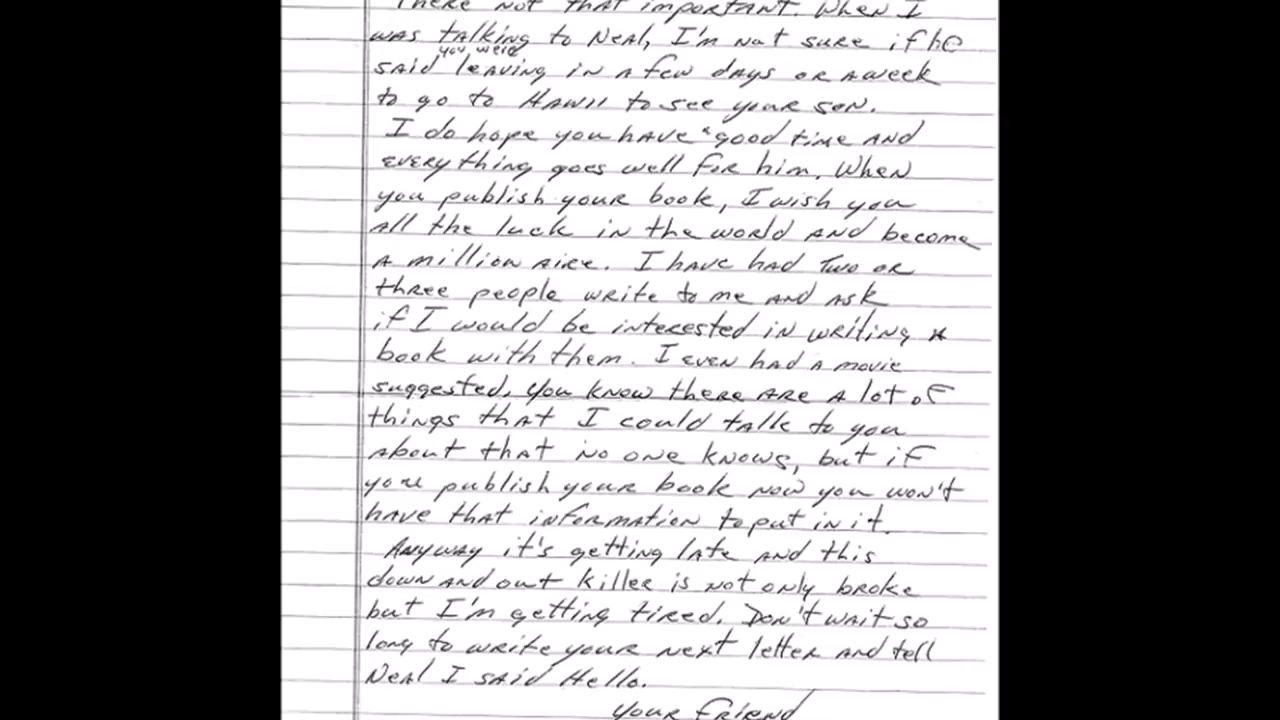 There not that important. When I
was talking to Neal, I'm not sure if he
you were
said leaving in a few days or a week
to go to Hawii to see your son.
I do hope you have a good time and
everything goes well for him. When
you publish your book, I wish you
all the luck in the world and become
a million aire. I have had two or
three people write to me and ask
if I would be interested in writing a
book with them. I even had a movie
suggested. You know there are a lot of
things that I could talk to you
about that no one knows, but if
you publish your book now you won't
have that information to put in it.
Anyway it's getting late and this
down and out killer is not only broke
but I'm getting tired. Don't wait so
long to write your next letter and tell
Neal I said Hello.
Your friend